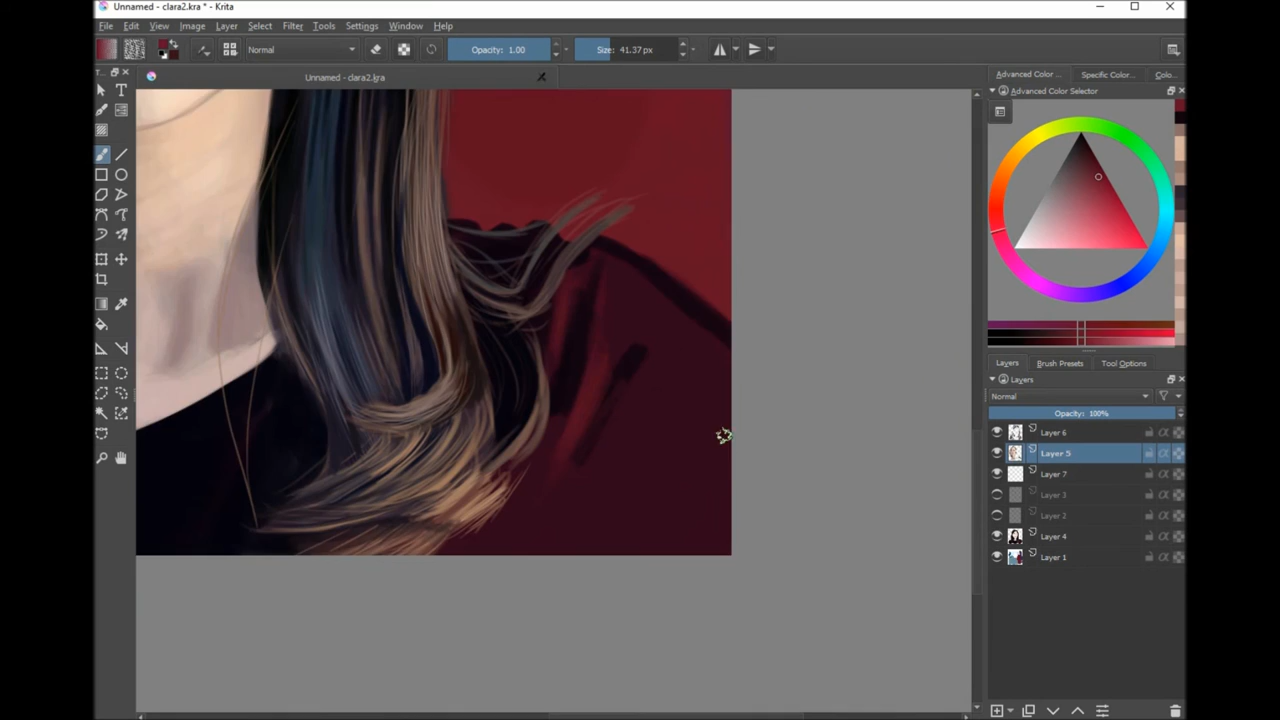 Unnamed - clara2.kra * - Krita
File Edit View Image Layer Select Filter Tools Settings Window Help
Normal Opacity: 1.00 Size: 41.37 px
T... Unnamed - clara2.kra Advanced Color ... Specific Color... Colo...
Advanced Color Selector
Layers Brush Presets Tool Options
Layers
Normal
Opacity: 100%
Layer 6
Layer 5
Layer 7
Layer 3
Layer 2
Layer 4
Layer 1